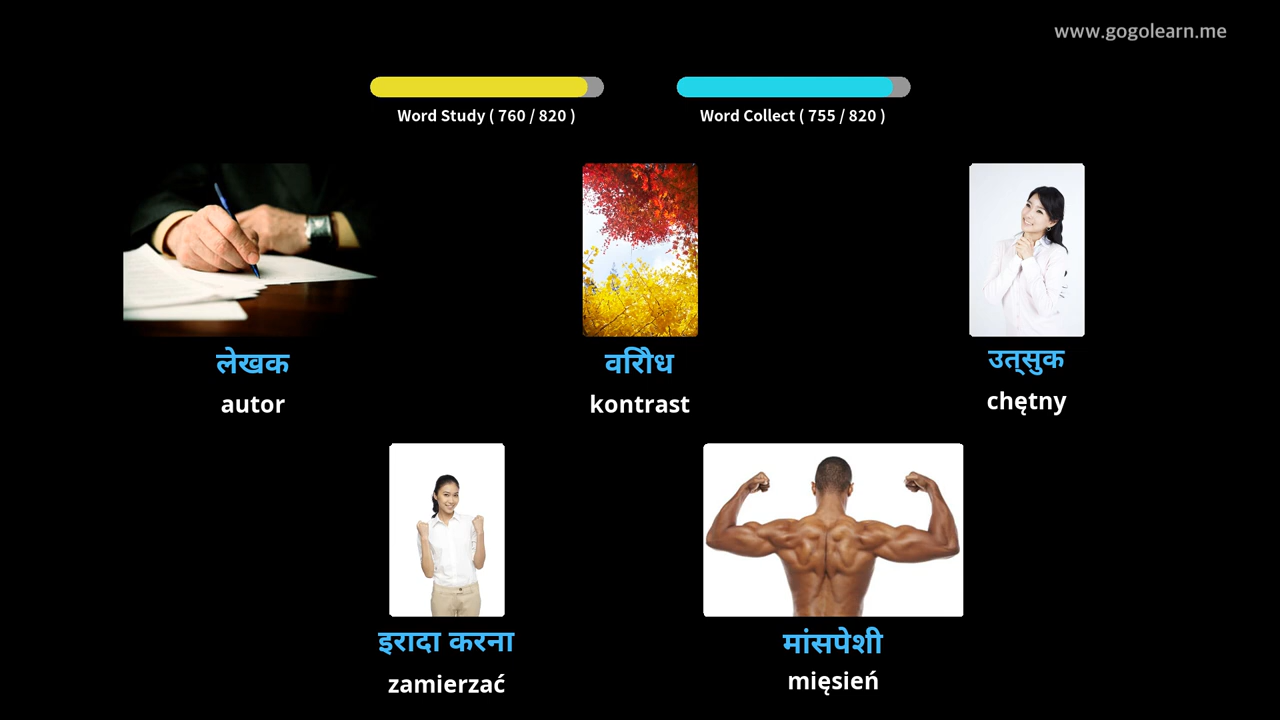 www.gogolearn.me
Word Study ( 760 / 820 )
Word Collect ( 755 / 820 )
लेखक
autor
वरिोध
kontrast
उत्सुक
chętny
इरादा करना
zamierzać
मांसपेशी
mięsień